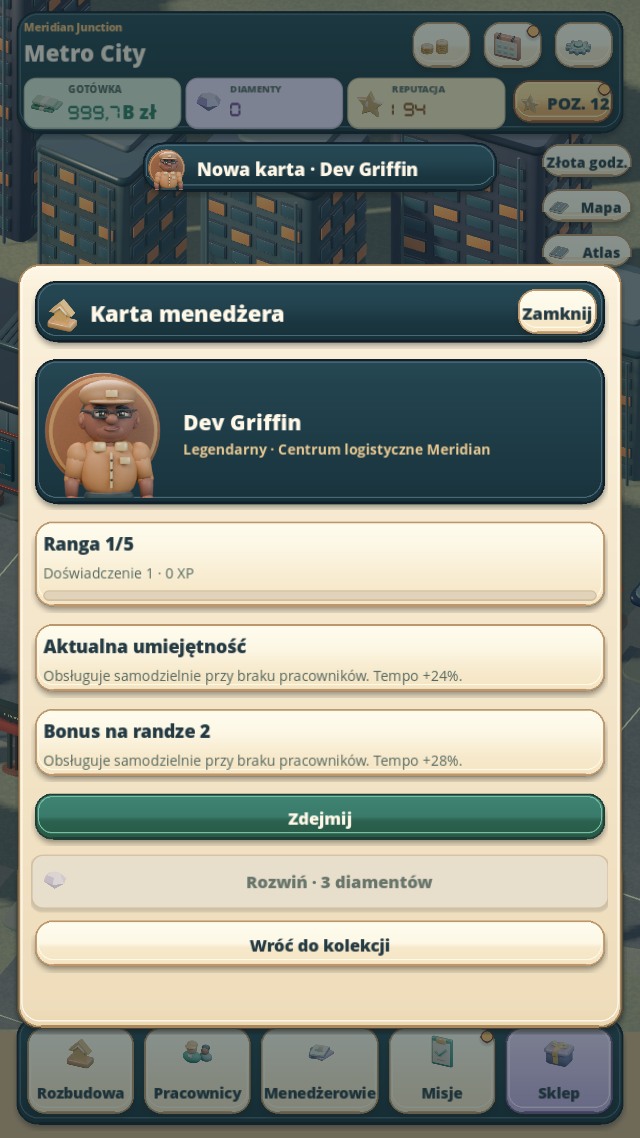 Meridian Junction
Metro City
GOTÓWKA
999,7B zł
DIAMENTY
0
REPUTACJA
194
POZ. 12
Nowa karta · Dev Griffin
Złota godz.
Mapa
Atlas
Karta menedżera
Zamknij
Dev Griffin
Legendarny · Centrum logistyczne Meridian
Ranga 1/5
Doświadczenie 1 · 0 XP
Aktualna umiejętność
Obsługuje samodzielnie przy braku pracowników. Tempo +24%.
Bonus na randze 2
Obsługuje samodzielnie przy braku pracowników. Tempo +28%.
Zdejmij
Rozwiń · 3 diamentów
Wróć do kolekcji
Rozbudowa
Pracownicy
Menedżerowie
Misje
Sklep